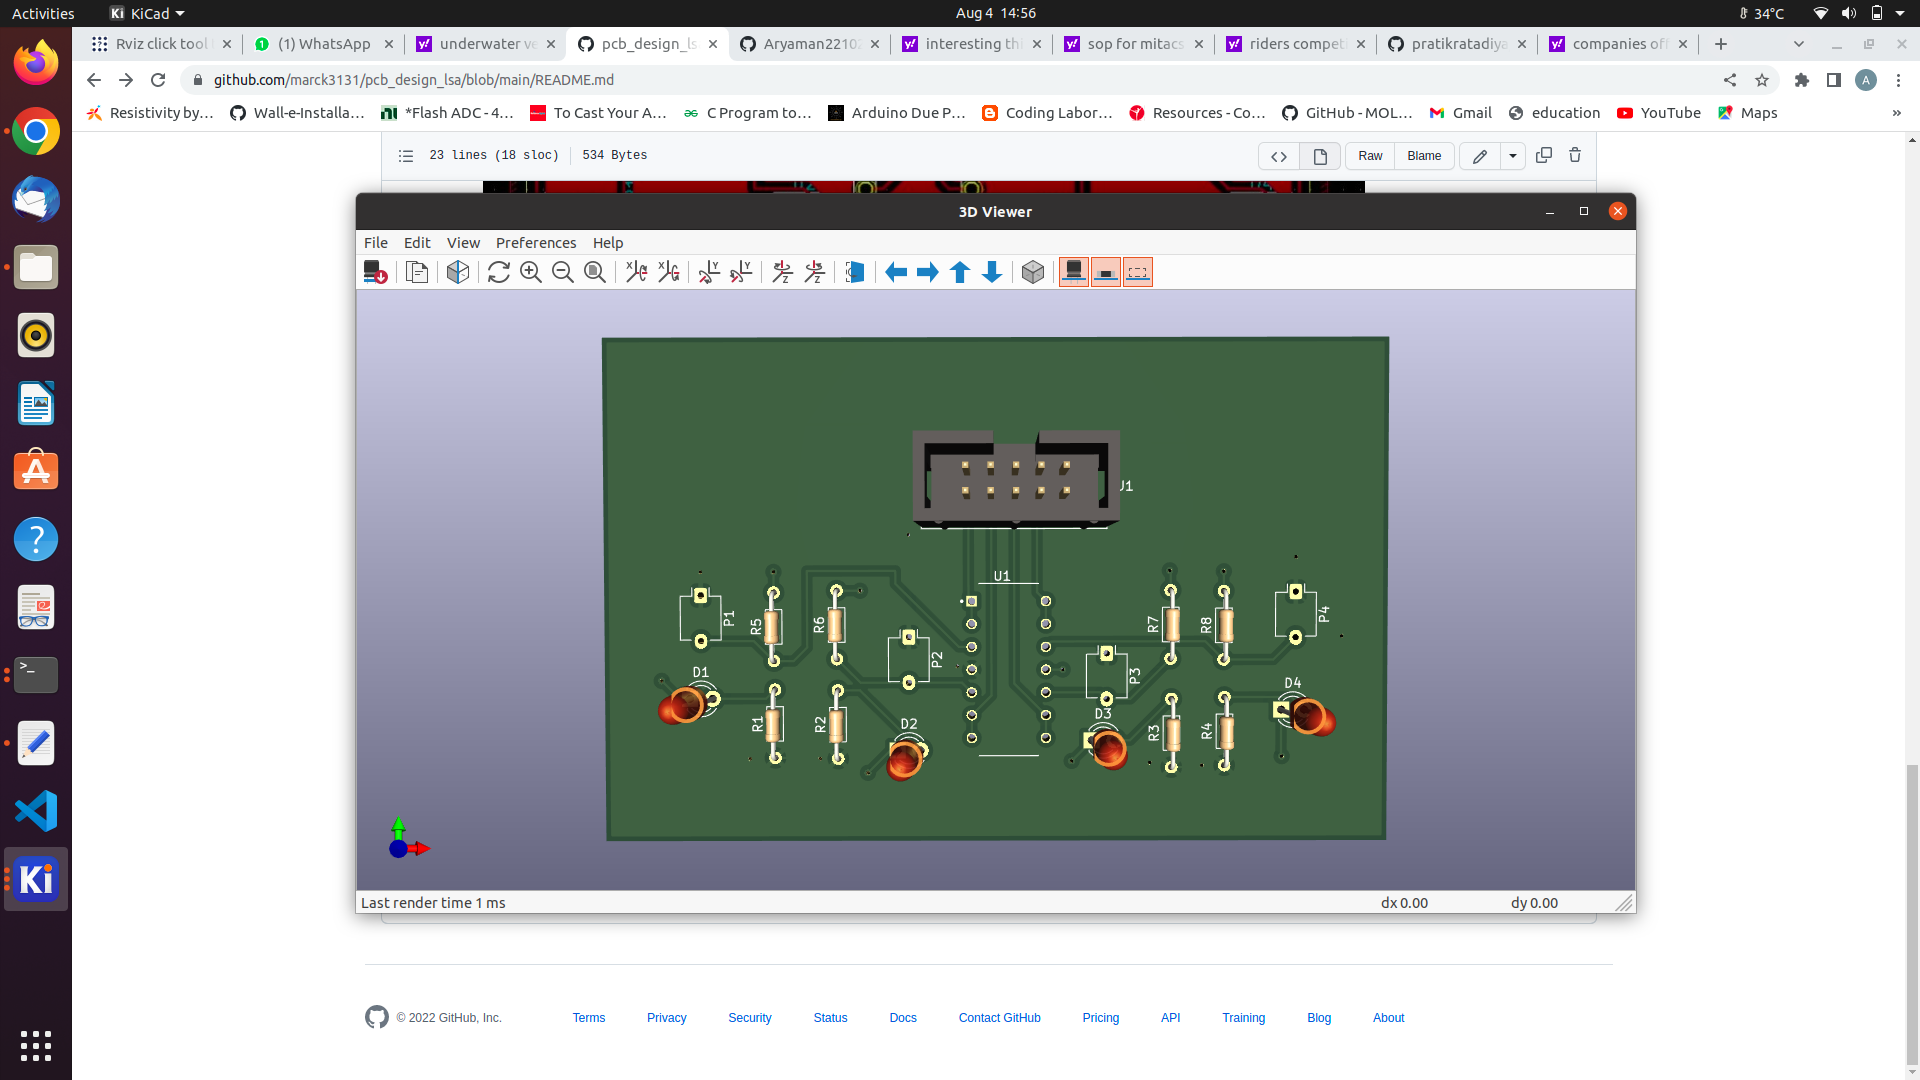 Activities
KiCad
Aug 4 14:56
34°C
Rviz click tool
(1) WhatsApp
underwater ve
pcb_design_ls
Aryaman2210
interesting thi
sop for mitacs
riders compet
pratikratadiya
companies off
github.com/marck3131/pcb_design_lsa/blob/main/README.md
A
Resistivity by...
Wall-e-Installa...
*Flash ADC - 4...
To Cast Your A...
C Program to...
Arduino Due P...
Coding Labor...
Resources - Co...
GitHub - MOL...
Gmail
education
YouTube
Maps
»
23 lines (18 sloc)
534 Bytes
<>
Raw
Blame
3D Viewer
File
Edit
View
Preferences
Help
J1
U1
P1
R5
R6
P2
R7
R8
P4
P3
D1
R1
R2
D2
D3
R3
R4
D4
Last render time 1 ms
dx 0.00
dy 0.00
Ki
© 2022 GitHub, Inc.
Terms
Privacy
Security
Status
Docs
Contact GitHub
Pricing
API
Training
Blog
About